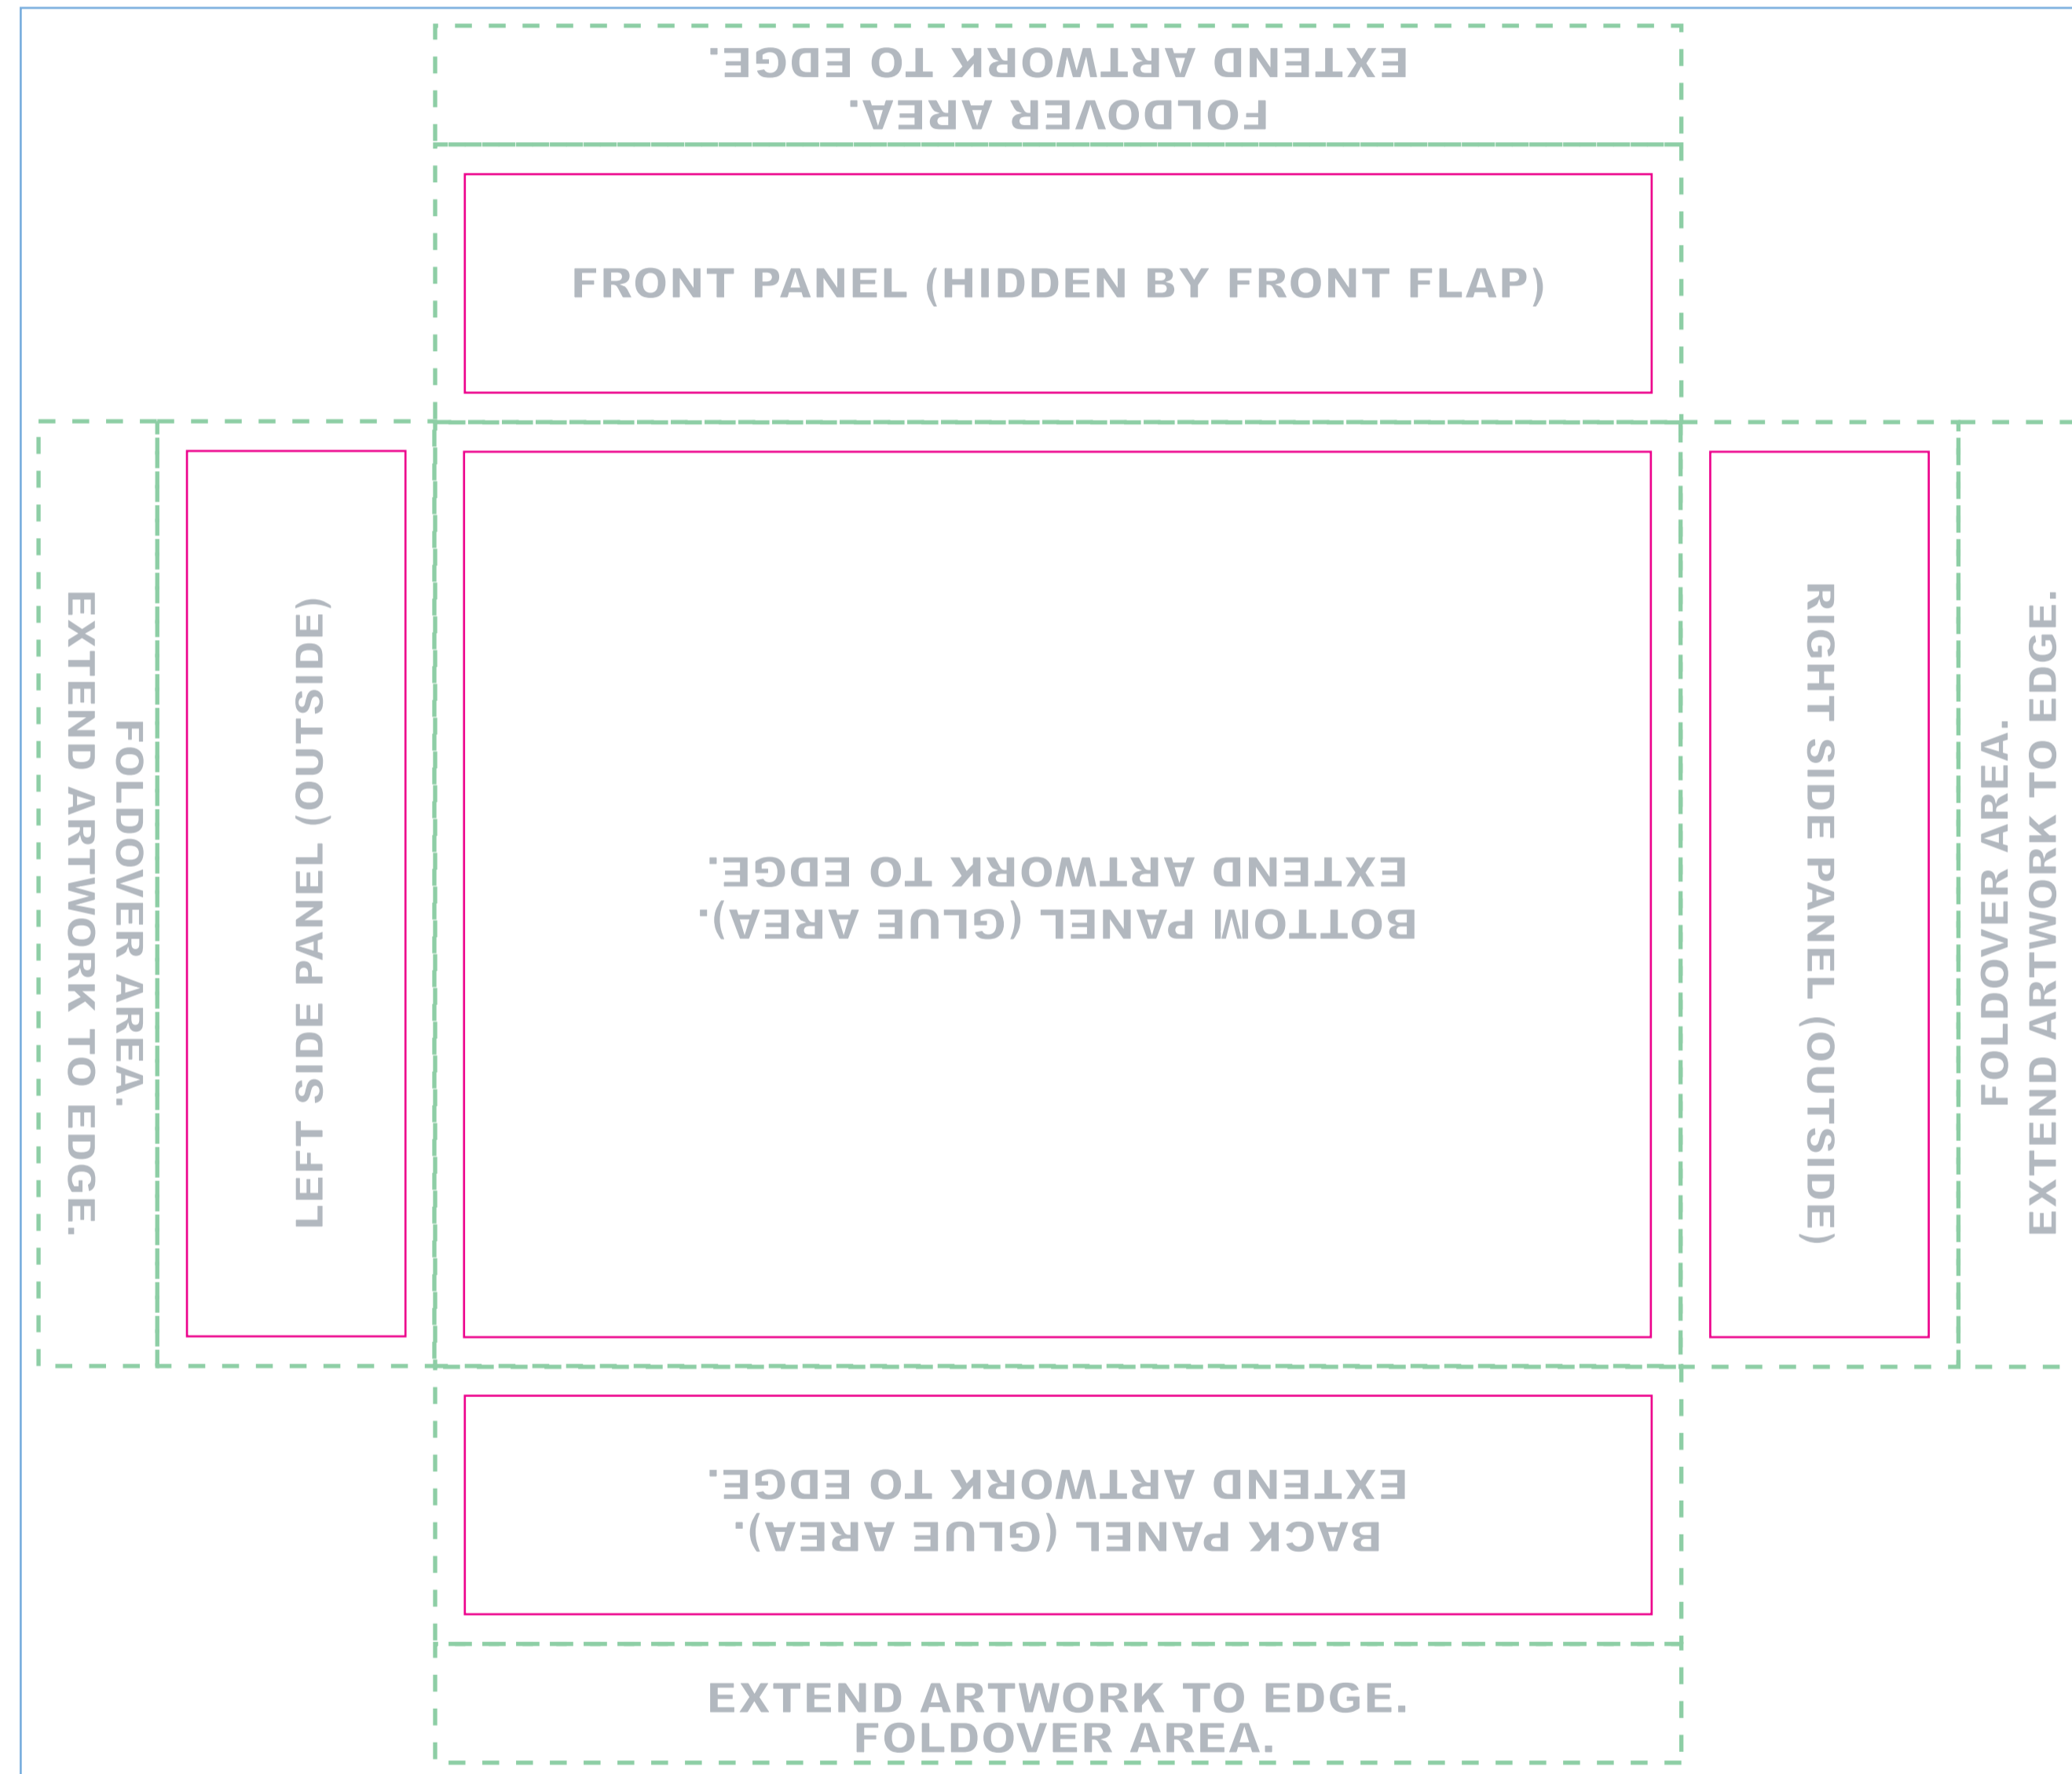 FOLDOVER AREA.
EXTEND ARTWORK TO EDGE.
FRONT PANEL (HIDDEN BY FRONT FLAP)
FOLDOVER AREA.
EXTEND ARTWORK TO EDGE.
LEFT SIDE PANEL (OUTSIDE)
BOTTOM PANEL (GLUE AREA).
EXTEND ARTWORK TO EDGE.
RIGHT SIDE PANEL (OUTSIDE)
FOLDOVER AREA.
EXTEND ARTWORK TO EDGE.
BACK PANEL (GLUE AREA).
EXTEND ARTWORK TO EDGE.
EXTEND ARTWORK TO EDGE.
FOLDOVER AREA.